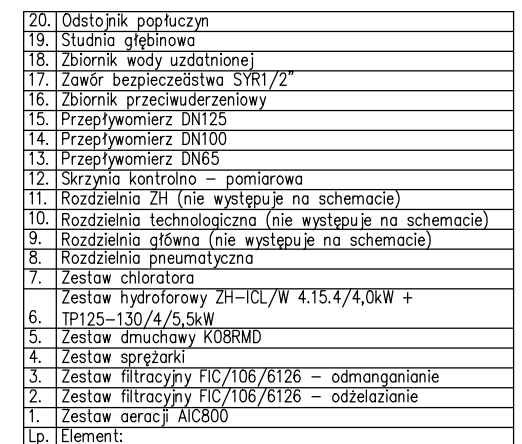 20. Odstojnik popłuczyn
19. Studnia głębinowa
18. Zbiornik wody uzdatnionej
17. Zawór bezpieczeästwa SYR1/2"
16. Zbiornik przeciwuderzeniowy
15. Przepływomierz DN125
14. Przepływomierz DN100
13. Przepływomierz DN65
12. Skrzynia kontrolno – pomiarowa
11. Rozdzielnia ZH (nie występuje na schemacie)
10. Rozdzielnia technologiczna (nie występuje na schemacie)
9. Rozdzielnia główna (nie występuje na schemacie)
8. Rozdzielnia pneumatyczna
7. Zestaw chloratora
Zestaw hydroforowy ZH–ICL/W 4.15.4/4,0kW +
6. TP125–130/4/5,5kW
5. Zestaw dmuchawy K08RMD
4. Zestaw sprężarki
3. Zestaw filtracyjny FIC/106/6126 – odmanganianie
2. Zestaw filtracyjny FIC/106/6126 – odżelazianie
1. Zestaw aeracji AIC800
Lp. Element: